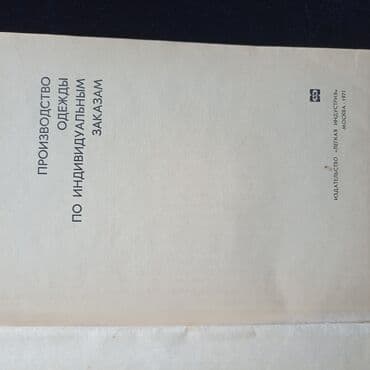 ПРОИЗВОДСТВО
ОДЕЖДЫ
ПО ИНДИВИДУАЛЬНЫМ
ЗАКАЗАМ
ИЗДАТЕЛЬСТВО «ЛЕГКАЯ ИНДУСТРИЯ»
МОСКВА 1971